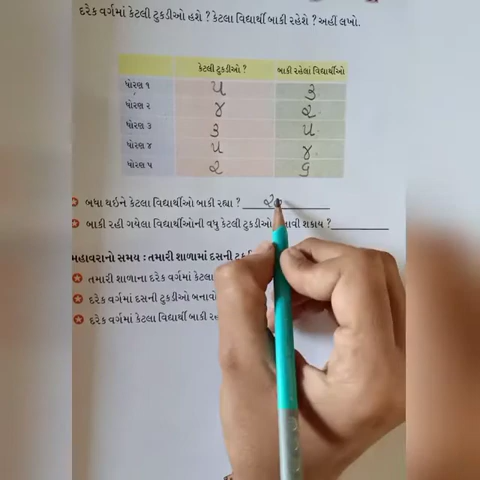 દરેક વર્ગમાં કેટલી ટુકડીઓ હશે ? કેટલા વિદ્યાર્થી બાકી રહેશે ? અહીં લખો.
કેટલી ટુકડીઓ ? બાકી રહેલાં વિદ્યાર્થીઓ
ધોરણ ૧ ૫ ૩
ધોરણ ૨ ૪ ૨
ધોરણ ૩ ૩ ૫
ધોરણ ૪ ૫ ૪
ધોરણ ૫ ૨ ૬
બધા થઈને કેટલા વિદ્યાર્થીઓ બાકી રહ્યા ? ૨૦
બાકી રહી ગયેલા વિદ્યાર્થીઓની વધુ કેટલી ટુકડીઓ બનાવી શકાય ?
મહાવરાનો સમય : તમારી શાળામાં દસની
તમારી શાળાના દરેક વર્ગમાં કેટલા
દરેક વર્ગમાં દસની ટુકડીઓ બનાવો
દરેક વર્ગમાં કેટલા વિદ્યાર્થી બાકી